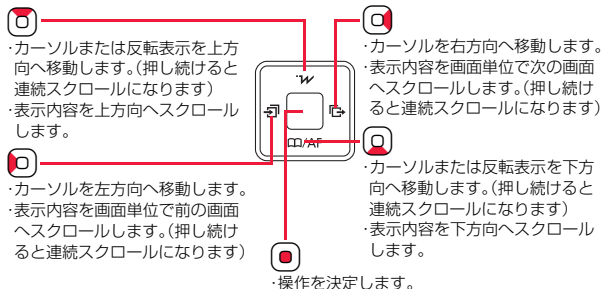 ·カーソルまたは反転表示を上方
向へ移動します。(押し続けると
連続スクロールになります)
·表示内容を上方向へスクロール
します。
·カーソルを左方向へ移動します。
·表示内容を画面単位で前の画面
へスクロールします。(押し続け
ると連続スクロールになります)
/AF
·カーソルを右方向へ移動します。
·表示内容を画面単位で次の画面
へスクロールします。(押し続け
ると連続スクロールになります)
·カーソルまたは反転表示を下方
向へ移動します。(押し続けると
連続スクロールになります)
·表示内容を下方向へスクロール
します。
·操作を決定します。